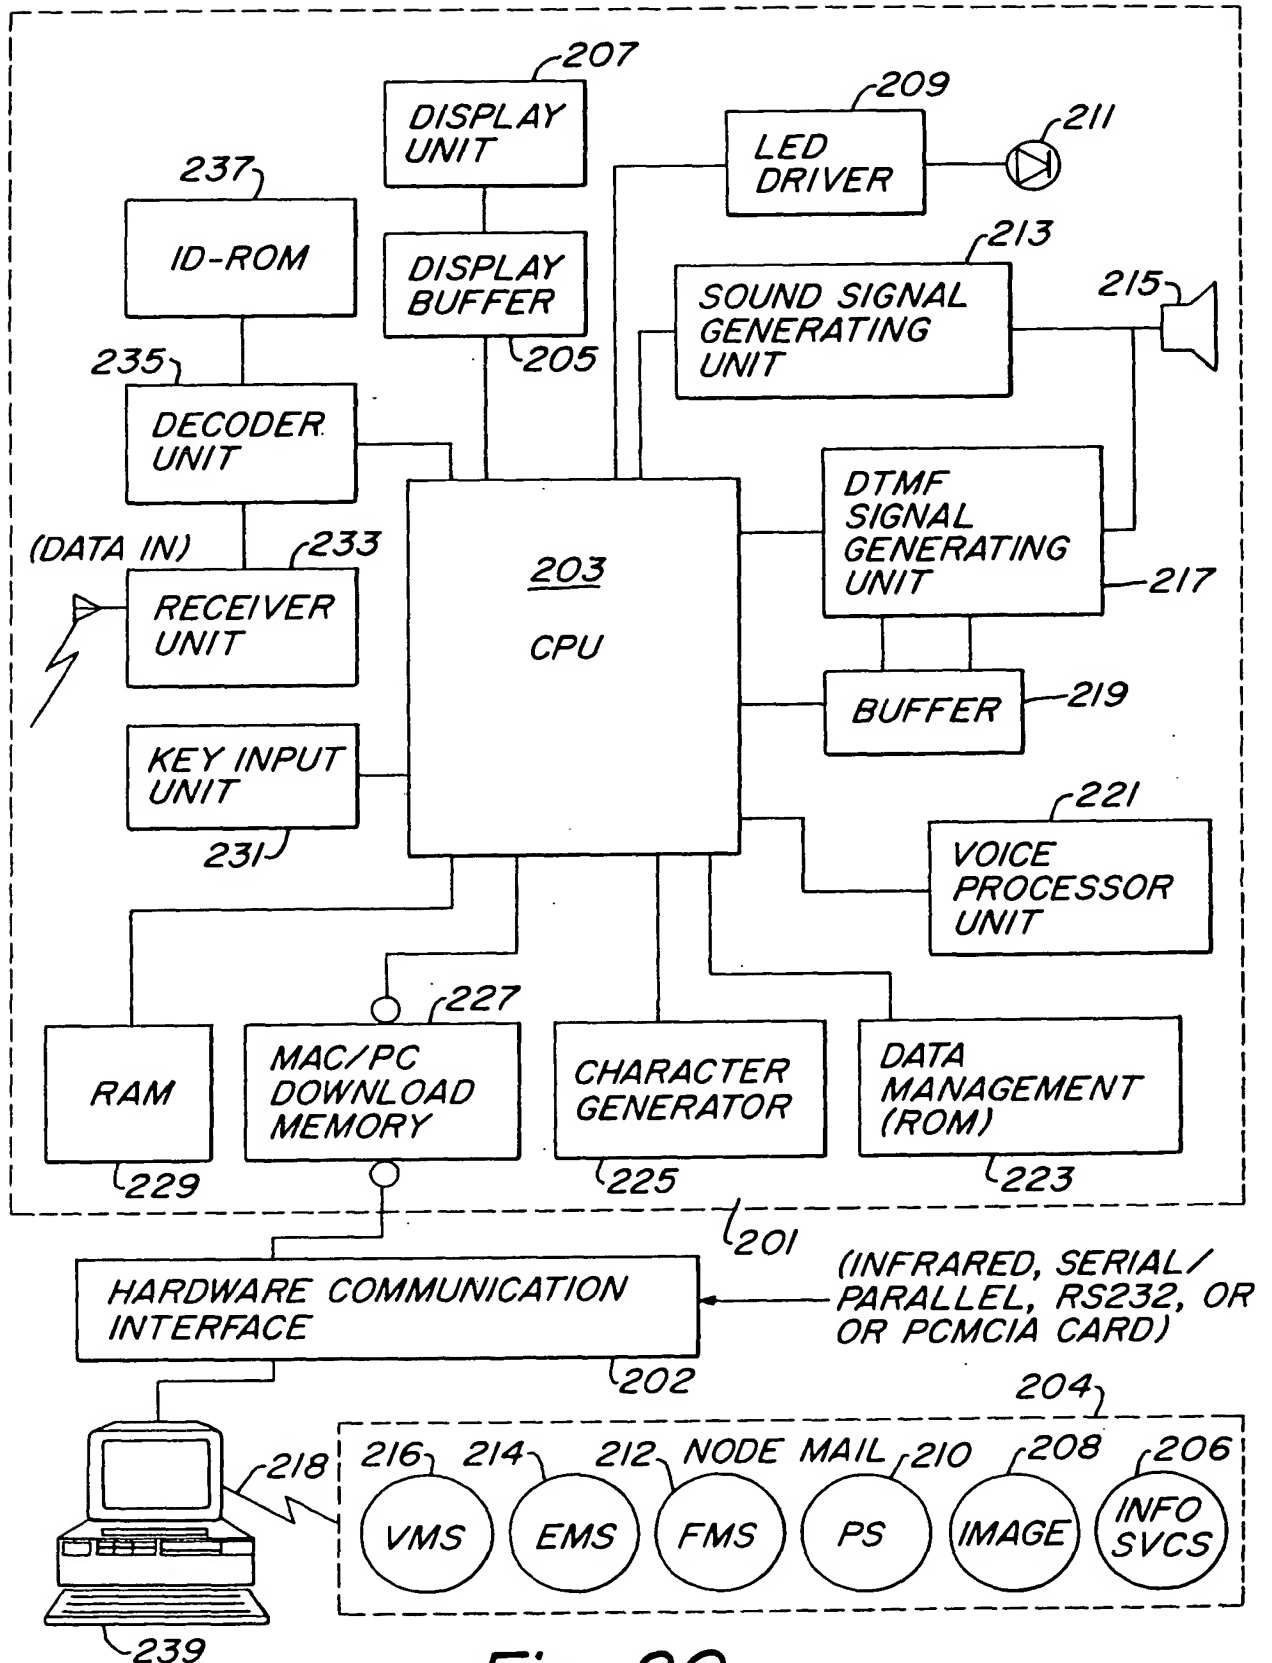 207
DISPLAY
UNIT
209
LED
DRIVER
211
237
ID-ROM
DISPLAY
BUFFER
205
213
SOUND SIGNAL
GENERATING
UNIT
215
235
DECODER
UNIT
(DATA IN)
233
RECEIVER
UNIT
203
CPU
DTMF
SIGNAL
GENERATING
UNIT
217
BUFFER
219
KEY INPUT
UNIT
231
221
VOICE
PROCESSOR
UNIT
RAM
229
227
MAC/PC
DOWNLOAD
MEMORY
CHARACTER
GENERATOR
225
DATA
MANAGEMENT
(ROM)
223
201
HARDWARE COMMUNICATION
INTERFACE
202
(INFRARED, SERIAL/
PARALLEL, RS232, OR
OR PCMCIA CARD)
204
218
NODE MAIL
216
VMS
214
EMS
212
FMS
210
PS
208
IMAGE
206
INFO
SVCS
239